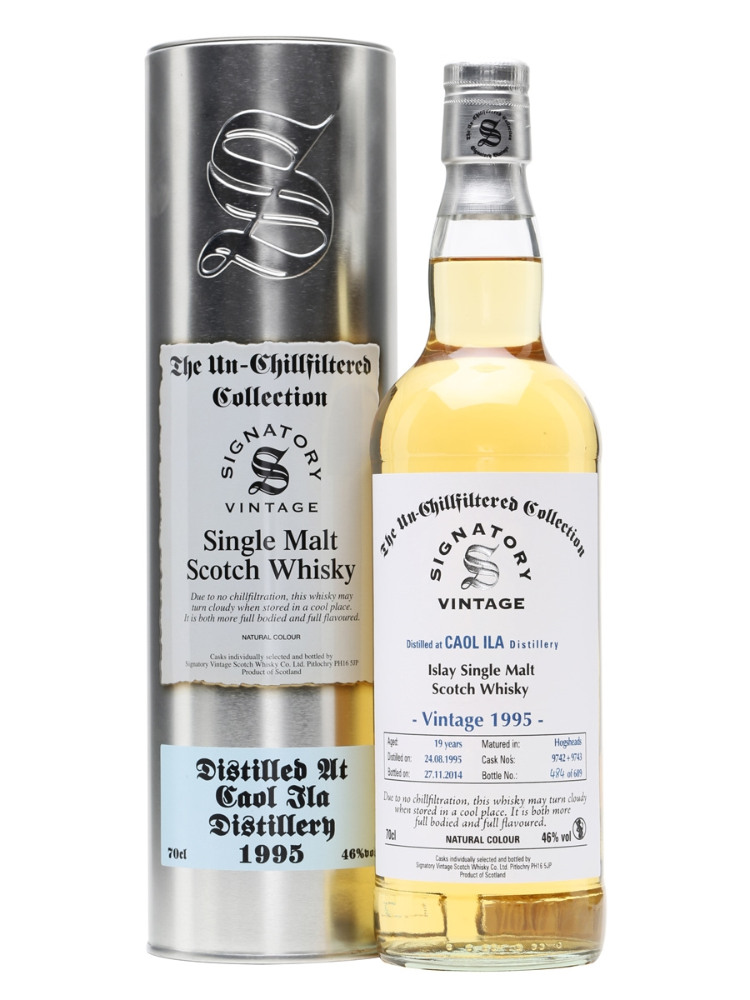 The Un-Chillfiltered
Collection
SIGNATORY
S
VINTAGE
Single Malt
Scotch Whisky
Due to no chillfiltration, this whisky may
turn cloudy when stored in a cool place.
It is both more full bodied and full flavoured.
NATURAL COLOUR
Casks individually selected and bottled by
Signatory Vintage Scotch Whisky Co. Ltd. Pitlochry PH16 5JP
Product of Scotland
Distilled At
Caol Ila
Distillery
70cl 1995 46%vo
The Un-Chillfiltered Collection
S
Signatory Vintage
The Un-Chillfiltered Collection
SIGNATORY
S
VINTAGE
Distilled at CAOL ILA Distillery
Islay Single Malt
Scotch Whisky
- Vintage 1995 -
Aged: 19 years Matured in: Hogsheads
Distilled on: 24.08.1995 Cask No's: 9742+9743
Bottled on: 27.11.2014 Bottle No.: 484 of 689
Due to no chillfiltration, this whisky may turn cloudy
when stored in a cool place. It is both more
full bodied and full flavoured.
70cl NATURAL COLOUR 46% vol
Casks individually selected and bottled by
Signatory Vintage Scotch Whisky Co. Ltd. Pitlochry PH16 5JP
Product of Scotland